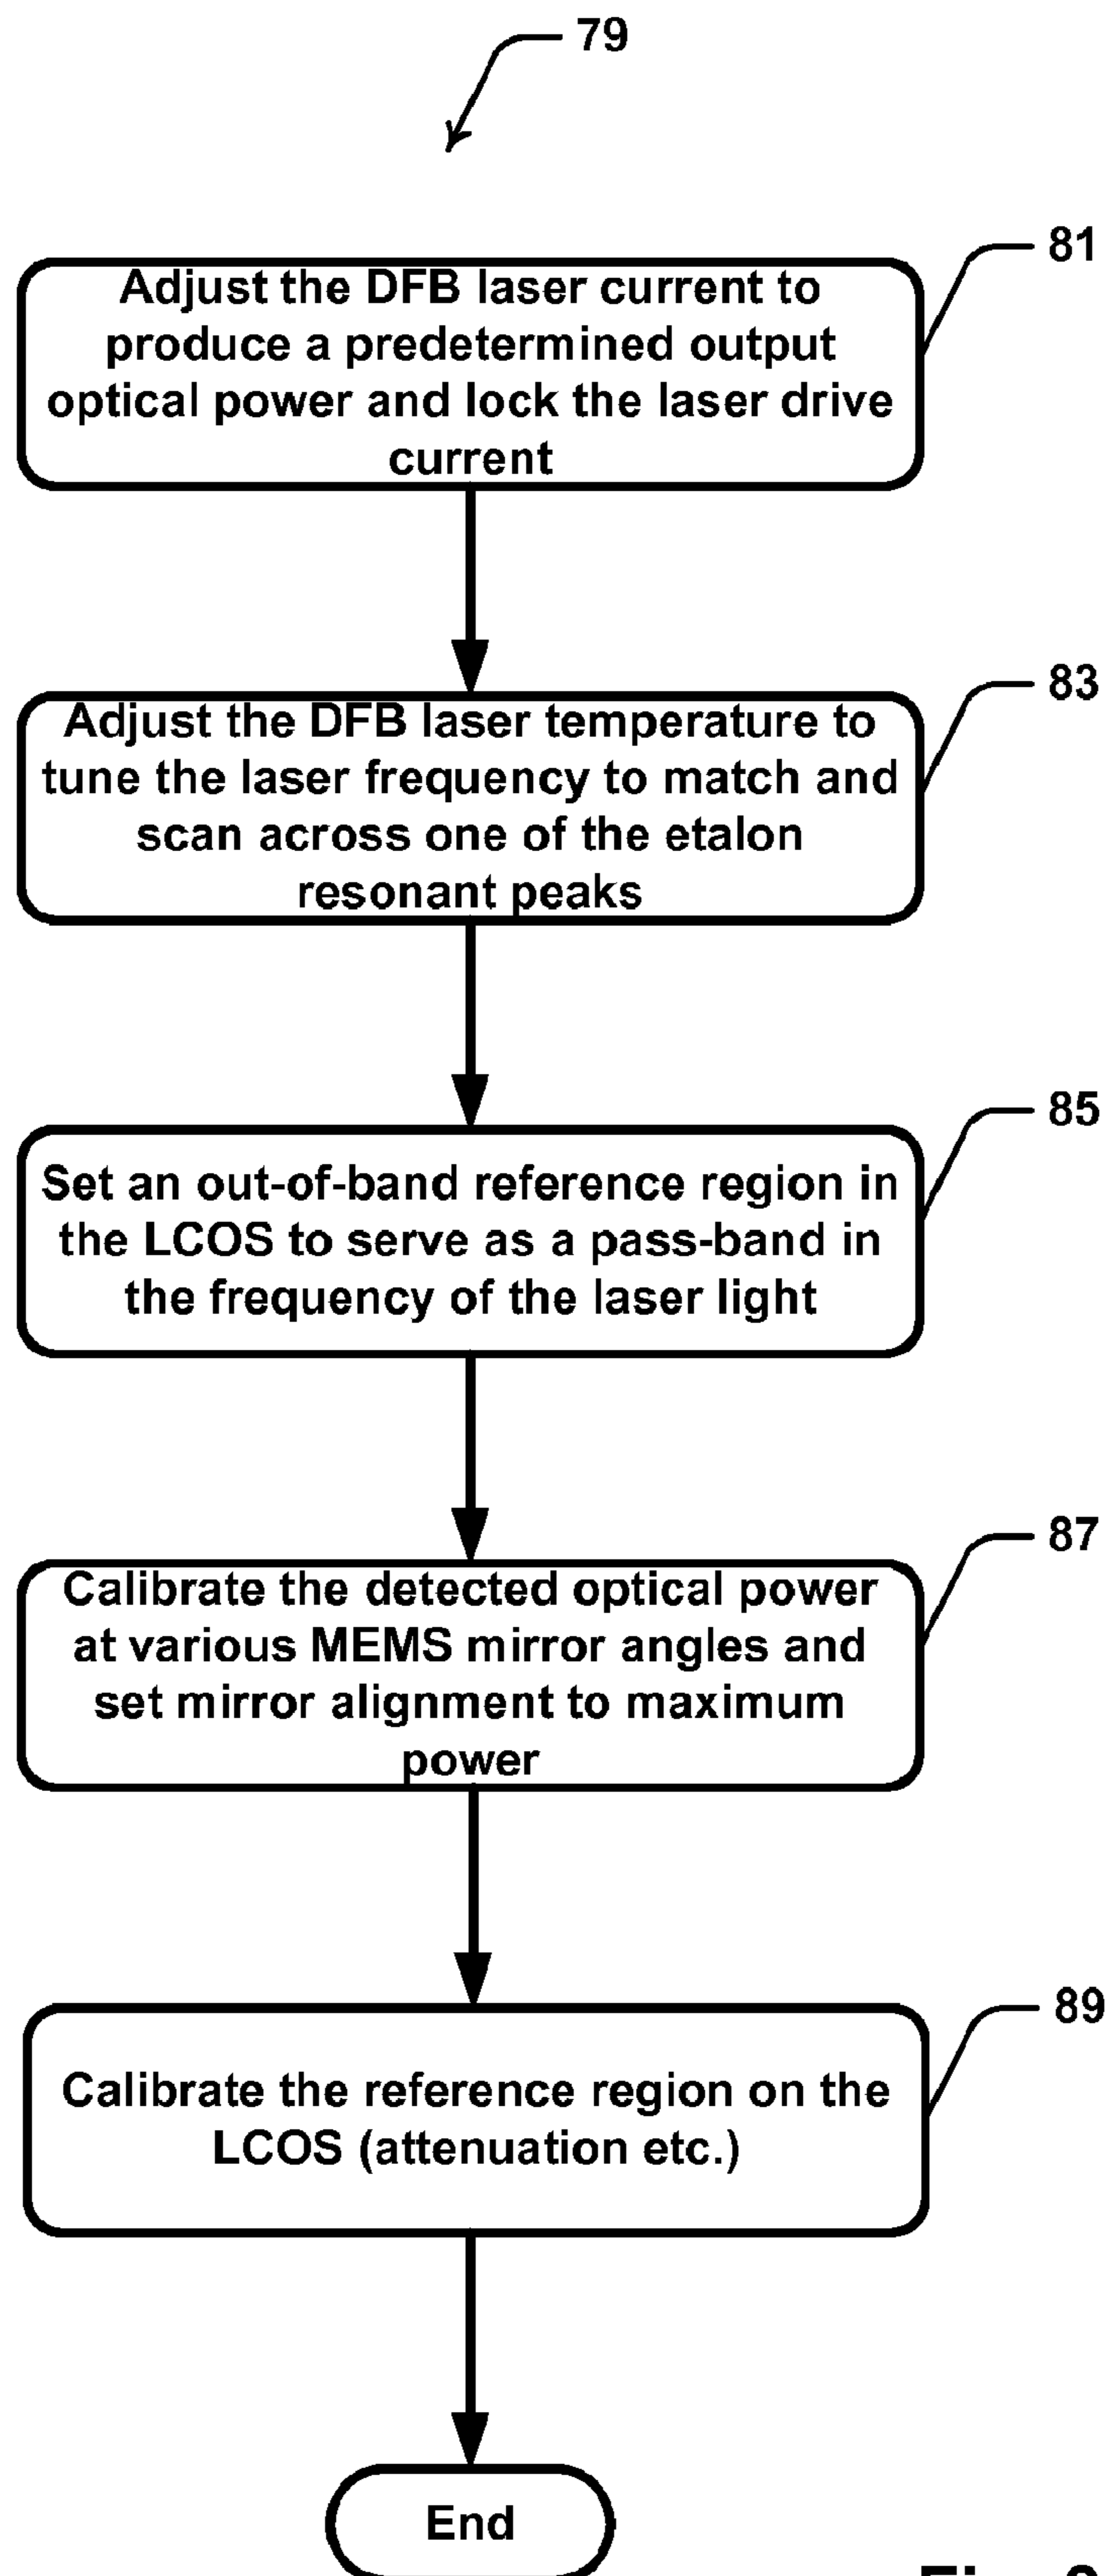 79
81
Adjust the DFB laser current to
produce a predetermined output
optical power and lock the laser drive
current
83
Adjust the DFB laser temperature to
tune the laser frequency to match and
scan across one of the etalon
resonant peaks
85
Set an out-of-band reference region in
the LCOS to serve as a pass-band in
the frequency of the laser light
87
Calibrate the detected optical power
at various MEMS mirror angles and
set mirror alignment to maximum
power
89
Calibrate the reference region on the
LCOS (attenuation etc.)
End